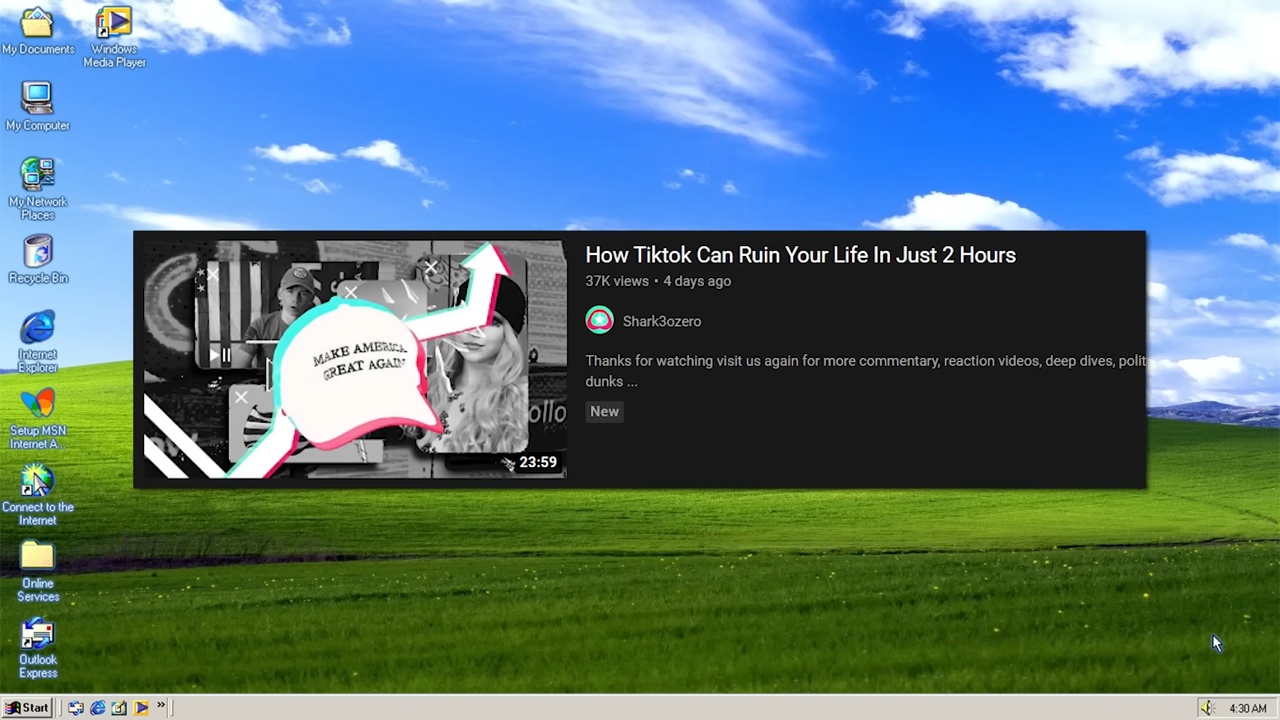 My Documents
Windows
Media Player
My Computer
My Network
Places
Recycle Bin
Internet
Explorer
Setup MSN
Internet A...
Connect to the
Internet
Online
Services
Outlook
Express
MAKE AMERICA
GREAT AGAIN
ollo
23:59
How Tiktok Can Ruin Your Life In Just 2 Hours
37K views • 4 days ago
Shark3ozero
Thanks for watching visit us again for more commentary, reaction videos, deep dives, polit
dunks ...
New
Start
»
4:30 AM